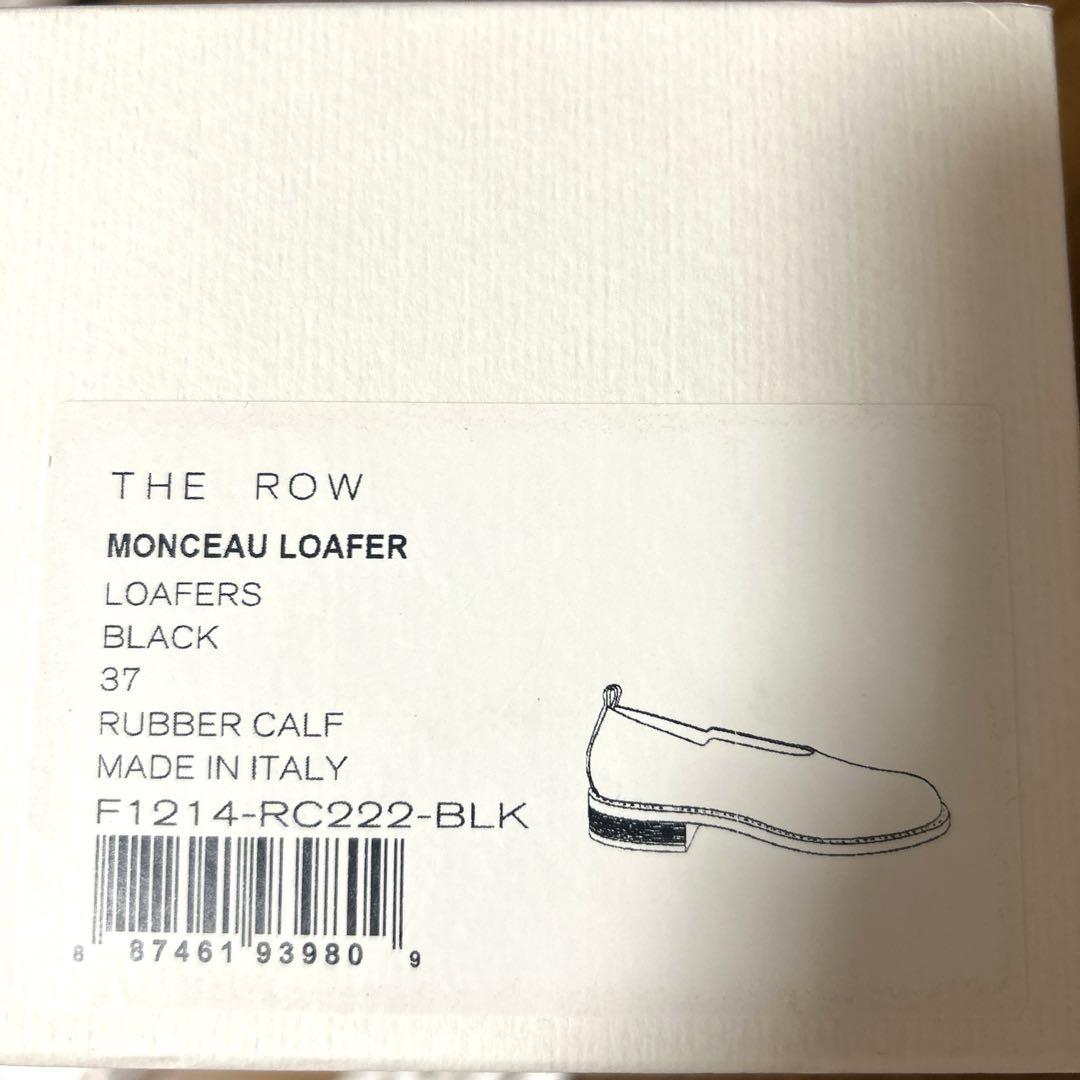 THE ROW
MONCEAU LOAFER
LOAFERS
BLACK
37
RUBBER CALF
MADE IN ITALY
F1214-RC222-BLK
8 87461 93980 9